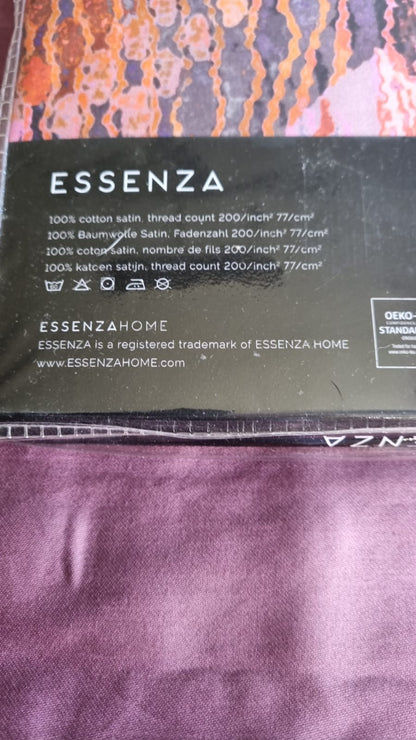 ESSENZA
100% cotton satin, thread count 200/inch² 77/cm²
100% Baumwolle Satin, Fadenzahl 200/inch² 77/cm²
100% coton satin, nombre de fils 200/inch² 77/cm²
100% katoen satijn, thread count 200/inch² 77/cm²
ESSENZAHOME
ESSENZA is a registered trademark of ESSENZA HOME
www.ESSENZAHOME.com
OEKO-
STANDAR
ENZA